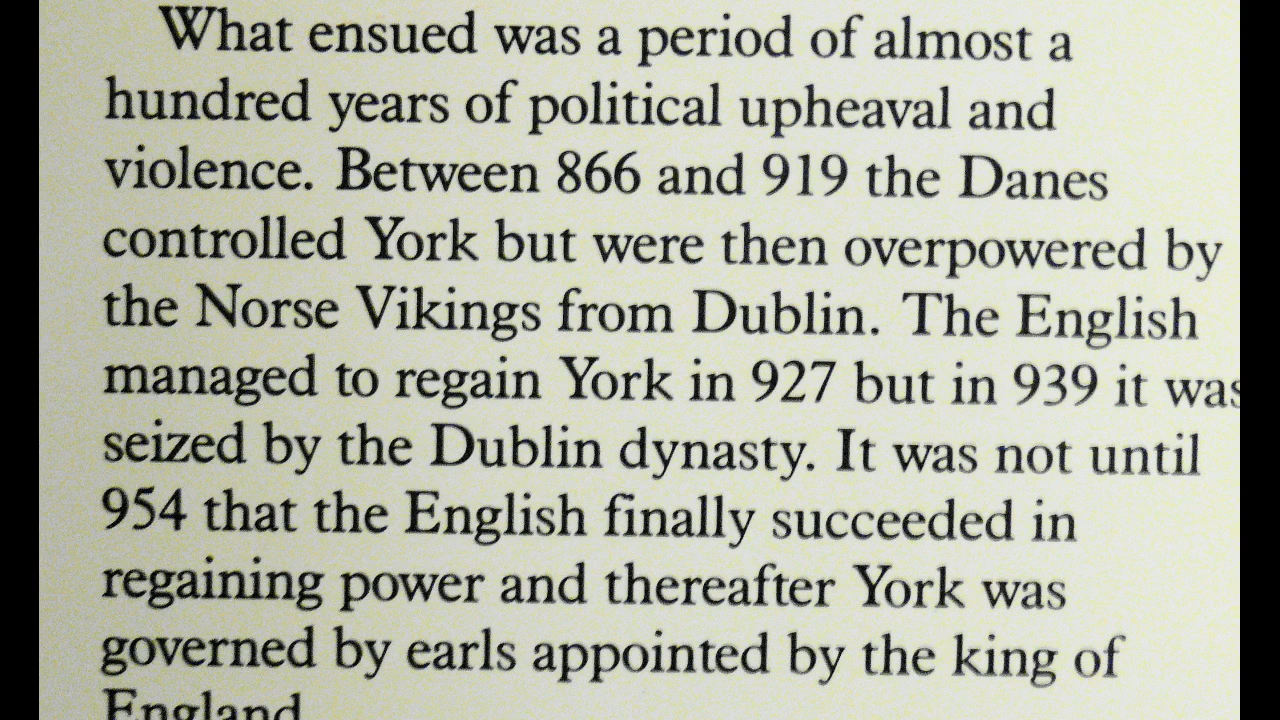 What ensued was a period of almost a
hundred years of political upheaval and
violence. Between 866 and 919 the Danes
controlled York but were then overpowered by
the Norse Vikings from Dublin. The English
managed to regain York in 927 but in 939 it was
seized by the Dublin dynasty. It was not until
954 that the English finally succeeded in
regaining power and thereafter York was
governed by earls appointed by the king of
England